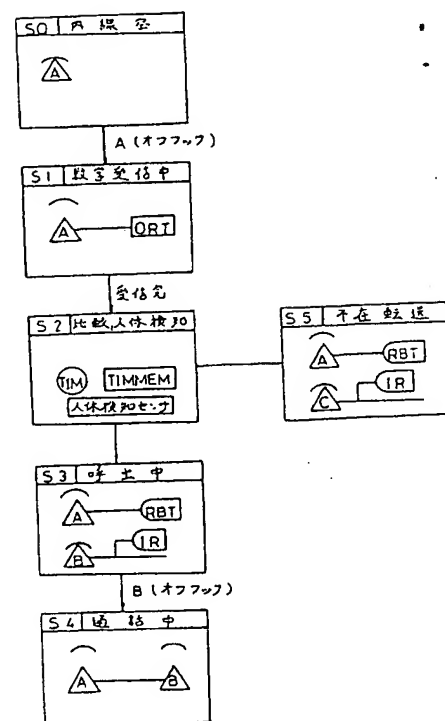 S0 内線空
A
A (オフフック)
S1 数字受信中
A ORT
受信完
S2 比較,人体検知
TIM TIMMEM
人体検知センサ
S5 不在転送
A RBT
C IR
S3 呼出中
A RBT
B IR
B (オフフック)
S4 通話中
A B